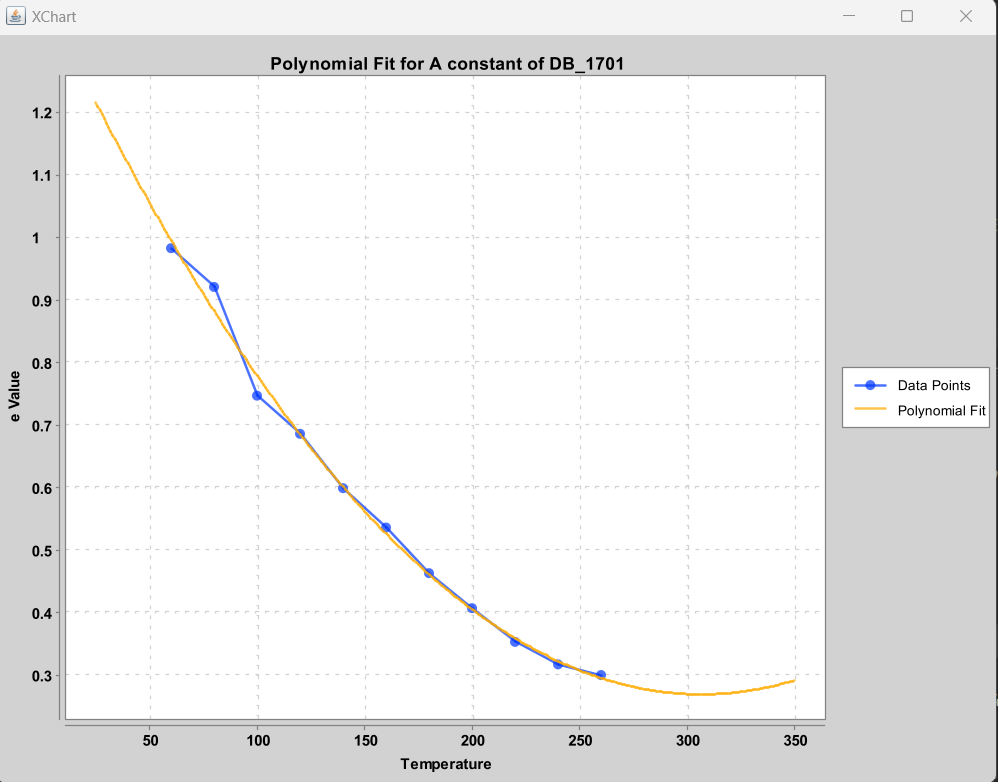 XChart
Polynomial Fit for A constant of DB_1701
1.2
1.1
1
0.9
0.8
0.7
0.6
0.5
0.4
0.3
e Value
50 100 150 200 250 300 350
Temperature
Data Points
Polynomial Fit